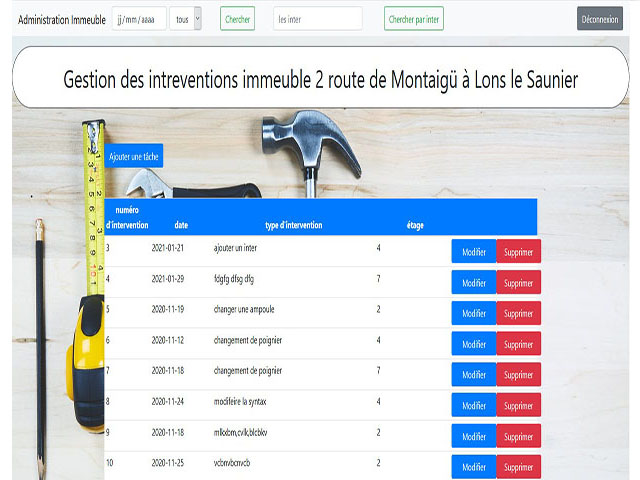 Administration Immeuble jj/mm/aaaa tous Chercher les inter Chercher par inter Déconnexion
Gestion des intreventions immeuble 2 route de Montaigü à Lons le Saunier
Ajouter une tâche
numéro
d'intervention date type d'intervention étage
3 2021-01-21 ajouter un inter 4 Modifier Supprimer
4 2021-01-29 fdgfg dfsg dfg 7 Modifier Supprimer
5 2020-11-19 changer une ampoule 2 Modifier Supprimer
6 2020-11-12 changement de poignier 4 Modifier Supprimer
7 2020-11-18 changement de poignier 7 Modifier Supprimer
8 2020-11-24 modifeire la syntax 4 Modifier Supprimer
9 2020-11-18 2 Modifier Supprimer
10 2020-11-25 2 Modifier Supprimer